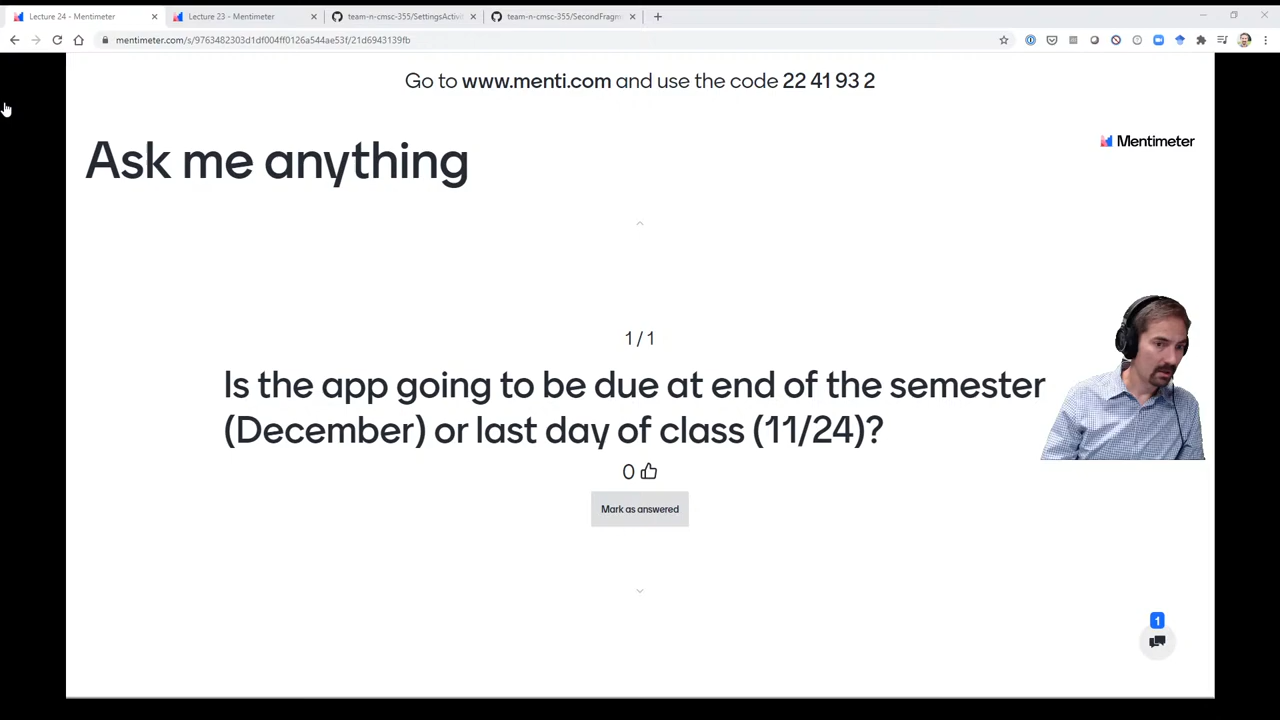 Lecture 24 - Mentimeter
Lecture 23 - Mentimeter
team-n-cmsc-355/SettingsActivi
team-n-cmsc-355/SecondFragm
mentimeter.com/s/9763482303d1df004ff0126a544ae53f/21d6943139fb
Go to www.menti.com and use the code 22 41 93 2
Ask me anything
Mentimeter
1 / 1
Is the app going to be due at end of the semester
(December) or last day of class (11/24)?
0
Mark as answered
1